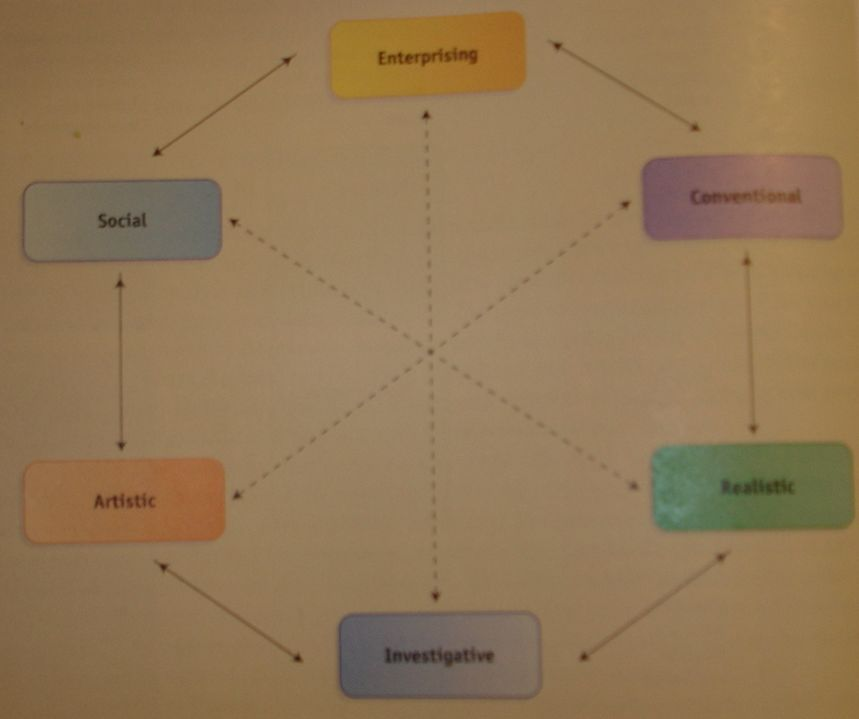 Enterprising
Conventional
Social
Realistic
Artistic
Investigative